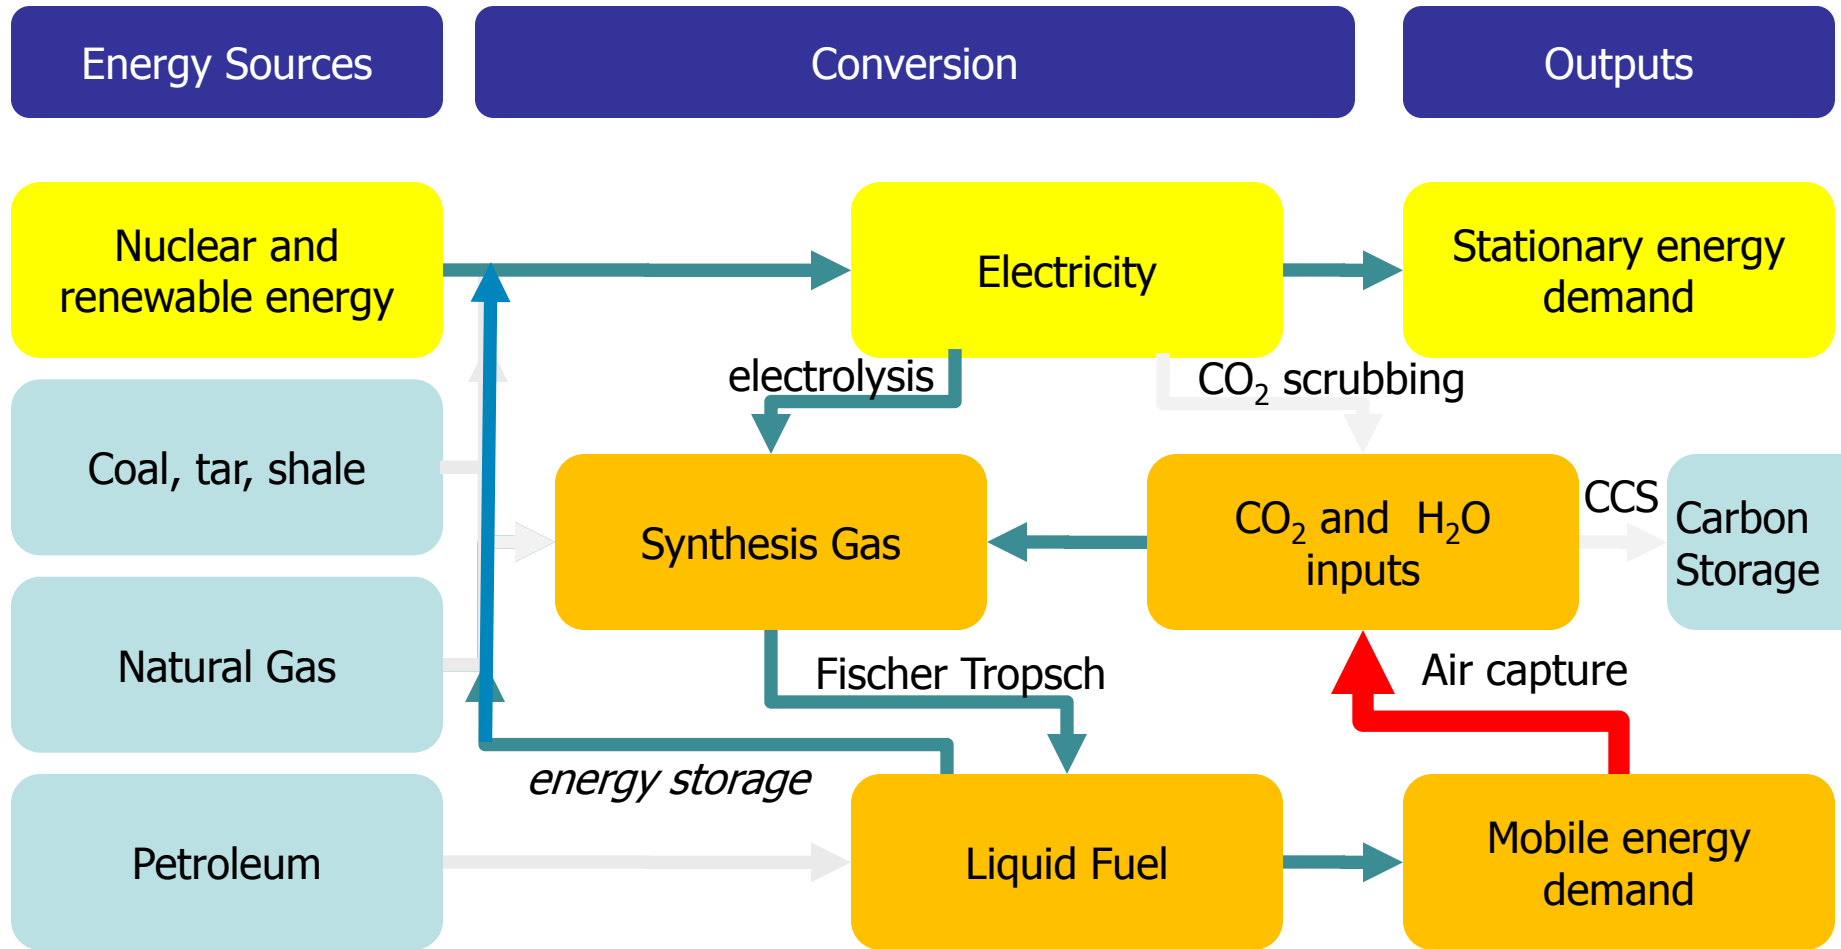 Energy Sources
Conversion
Outputs
Nuclear and
renewable energy
Electricity
Stationary energy
demand
electrolysis
CO₂ scrubbing
Coal, tar, shale
Synthesis Gas
CO₂ and H₂O
inputs
CCS
Carbon
Storage
Natural Gas
Fischer Tropsch
Air capture
energy storage
Petroleum
Liquid Fuel
Mobile energy
demand